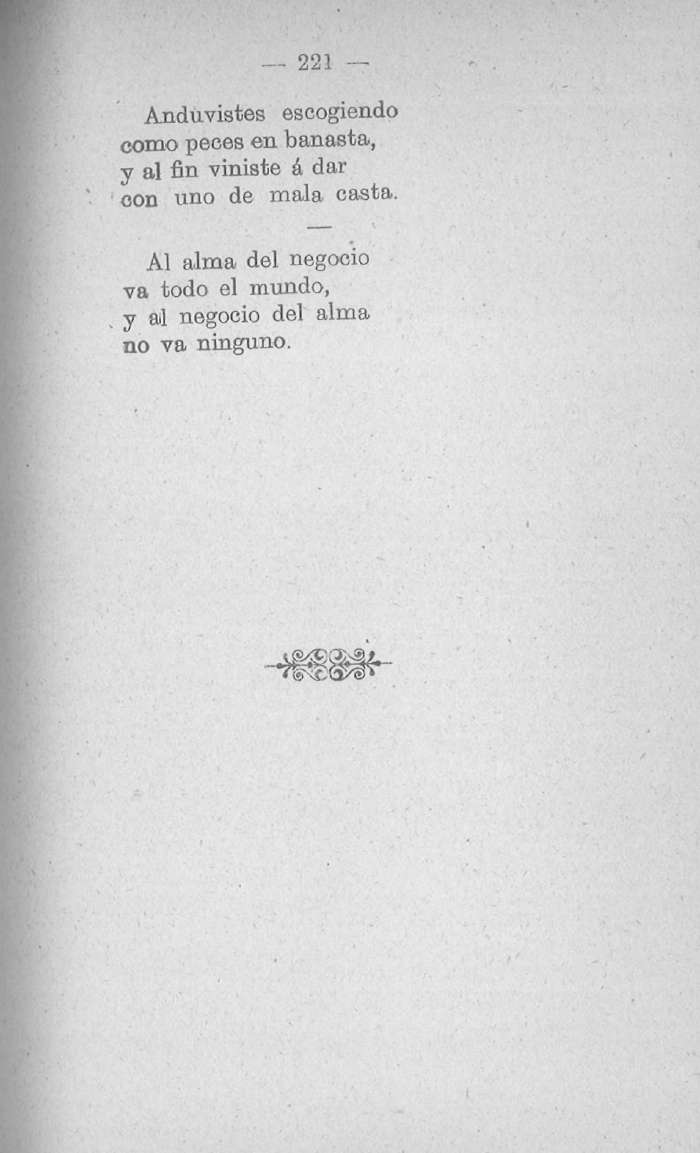 — 221 —
Anduvistes escogiendo
como peces en banasta,
y al fin viniste á dar
con uno de mala casta.
—
Al alma del negocio
va todo el mundo,
y al negocio del alma
no va ninguno.